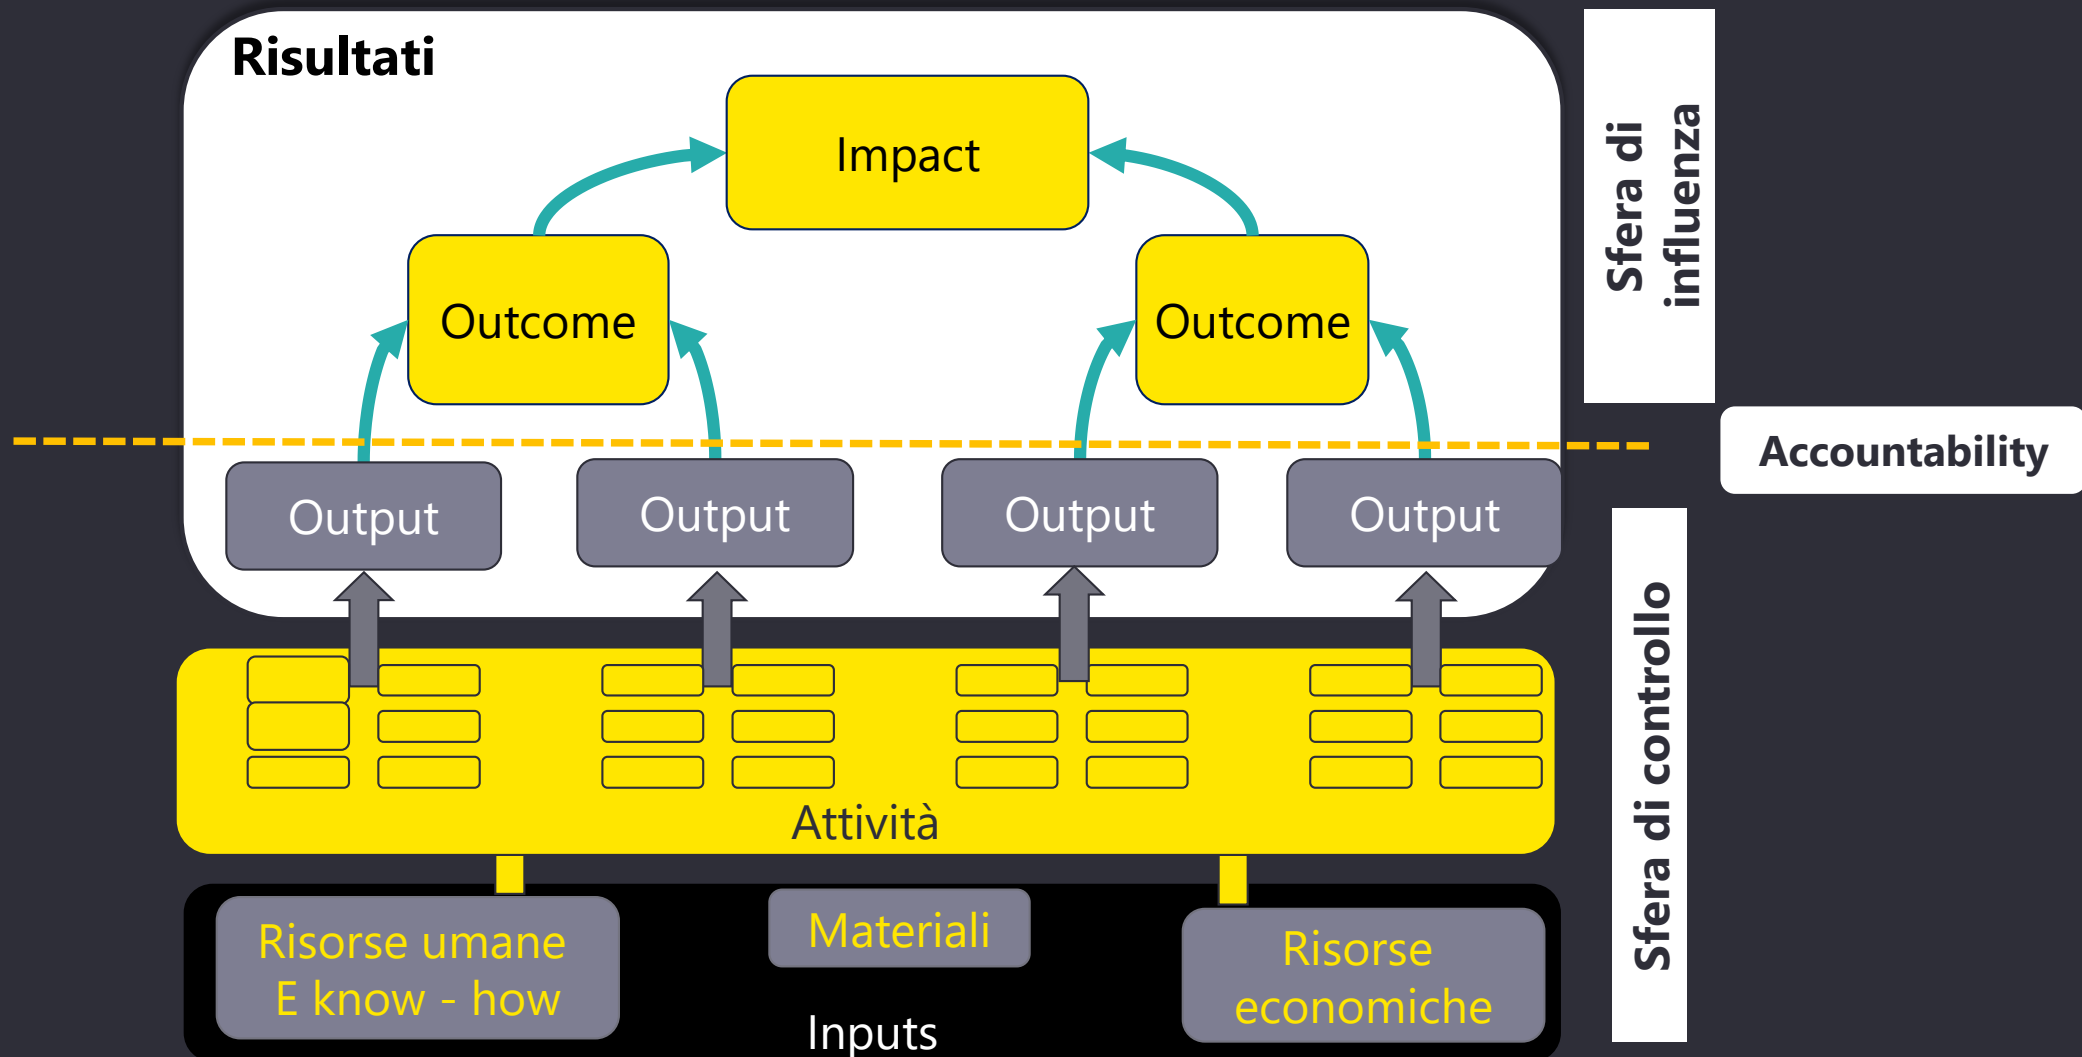 Risultati
Impact
Sfera di
influenza
Outcome
Outcome
Accountability
Output
Output
Output
Output
Sfera di controllo
Attività
Risorse umane
E know - how
Materiali
Risorse
economiche
Inputs